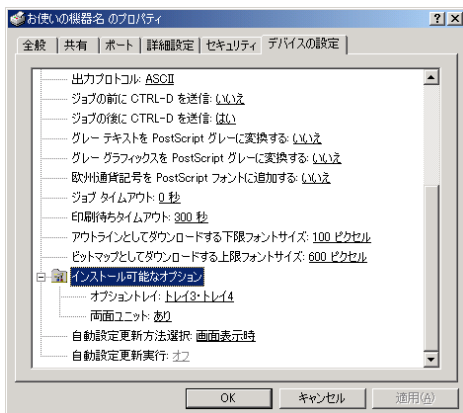 お使いの機器名 のプロパティ
全般 共有 ポート 詳細設定 セキュリティ デバイスの設定
出力プロトコル: ASCII
ジョブの前に CTRL-D を送信: いいえ
ジョブの後に CTRL-D を送信: はい
グレー テキストを PostScript グレーに変換する: いいえ
グレー グラフィックスを PostScript グレーに変換する: いいえ
欧州通貨記号を PostScript フォントに追加する: いいえ
ジョブ タイムアウト: 0 秒
印刷待ちタイムアウト: 300 秒
アウトラインとしてダウンロードする下限フォントサイズ: 100 ピクセル
ビットマップとしてダウンロードする上限フォントサイズ: 600 ピクセル
インストール可能なオプション
オプショントレイ: トレイ3・トレイ4
両面ユニット: あり
自動設定更新方法選択: 画面表示時
自動設定更新実行: オフ
OK キャンセル 適用(A)